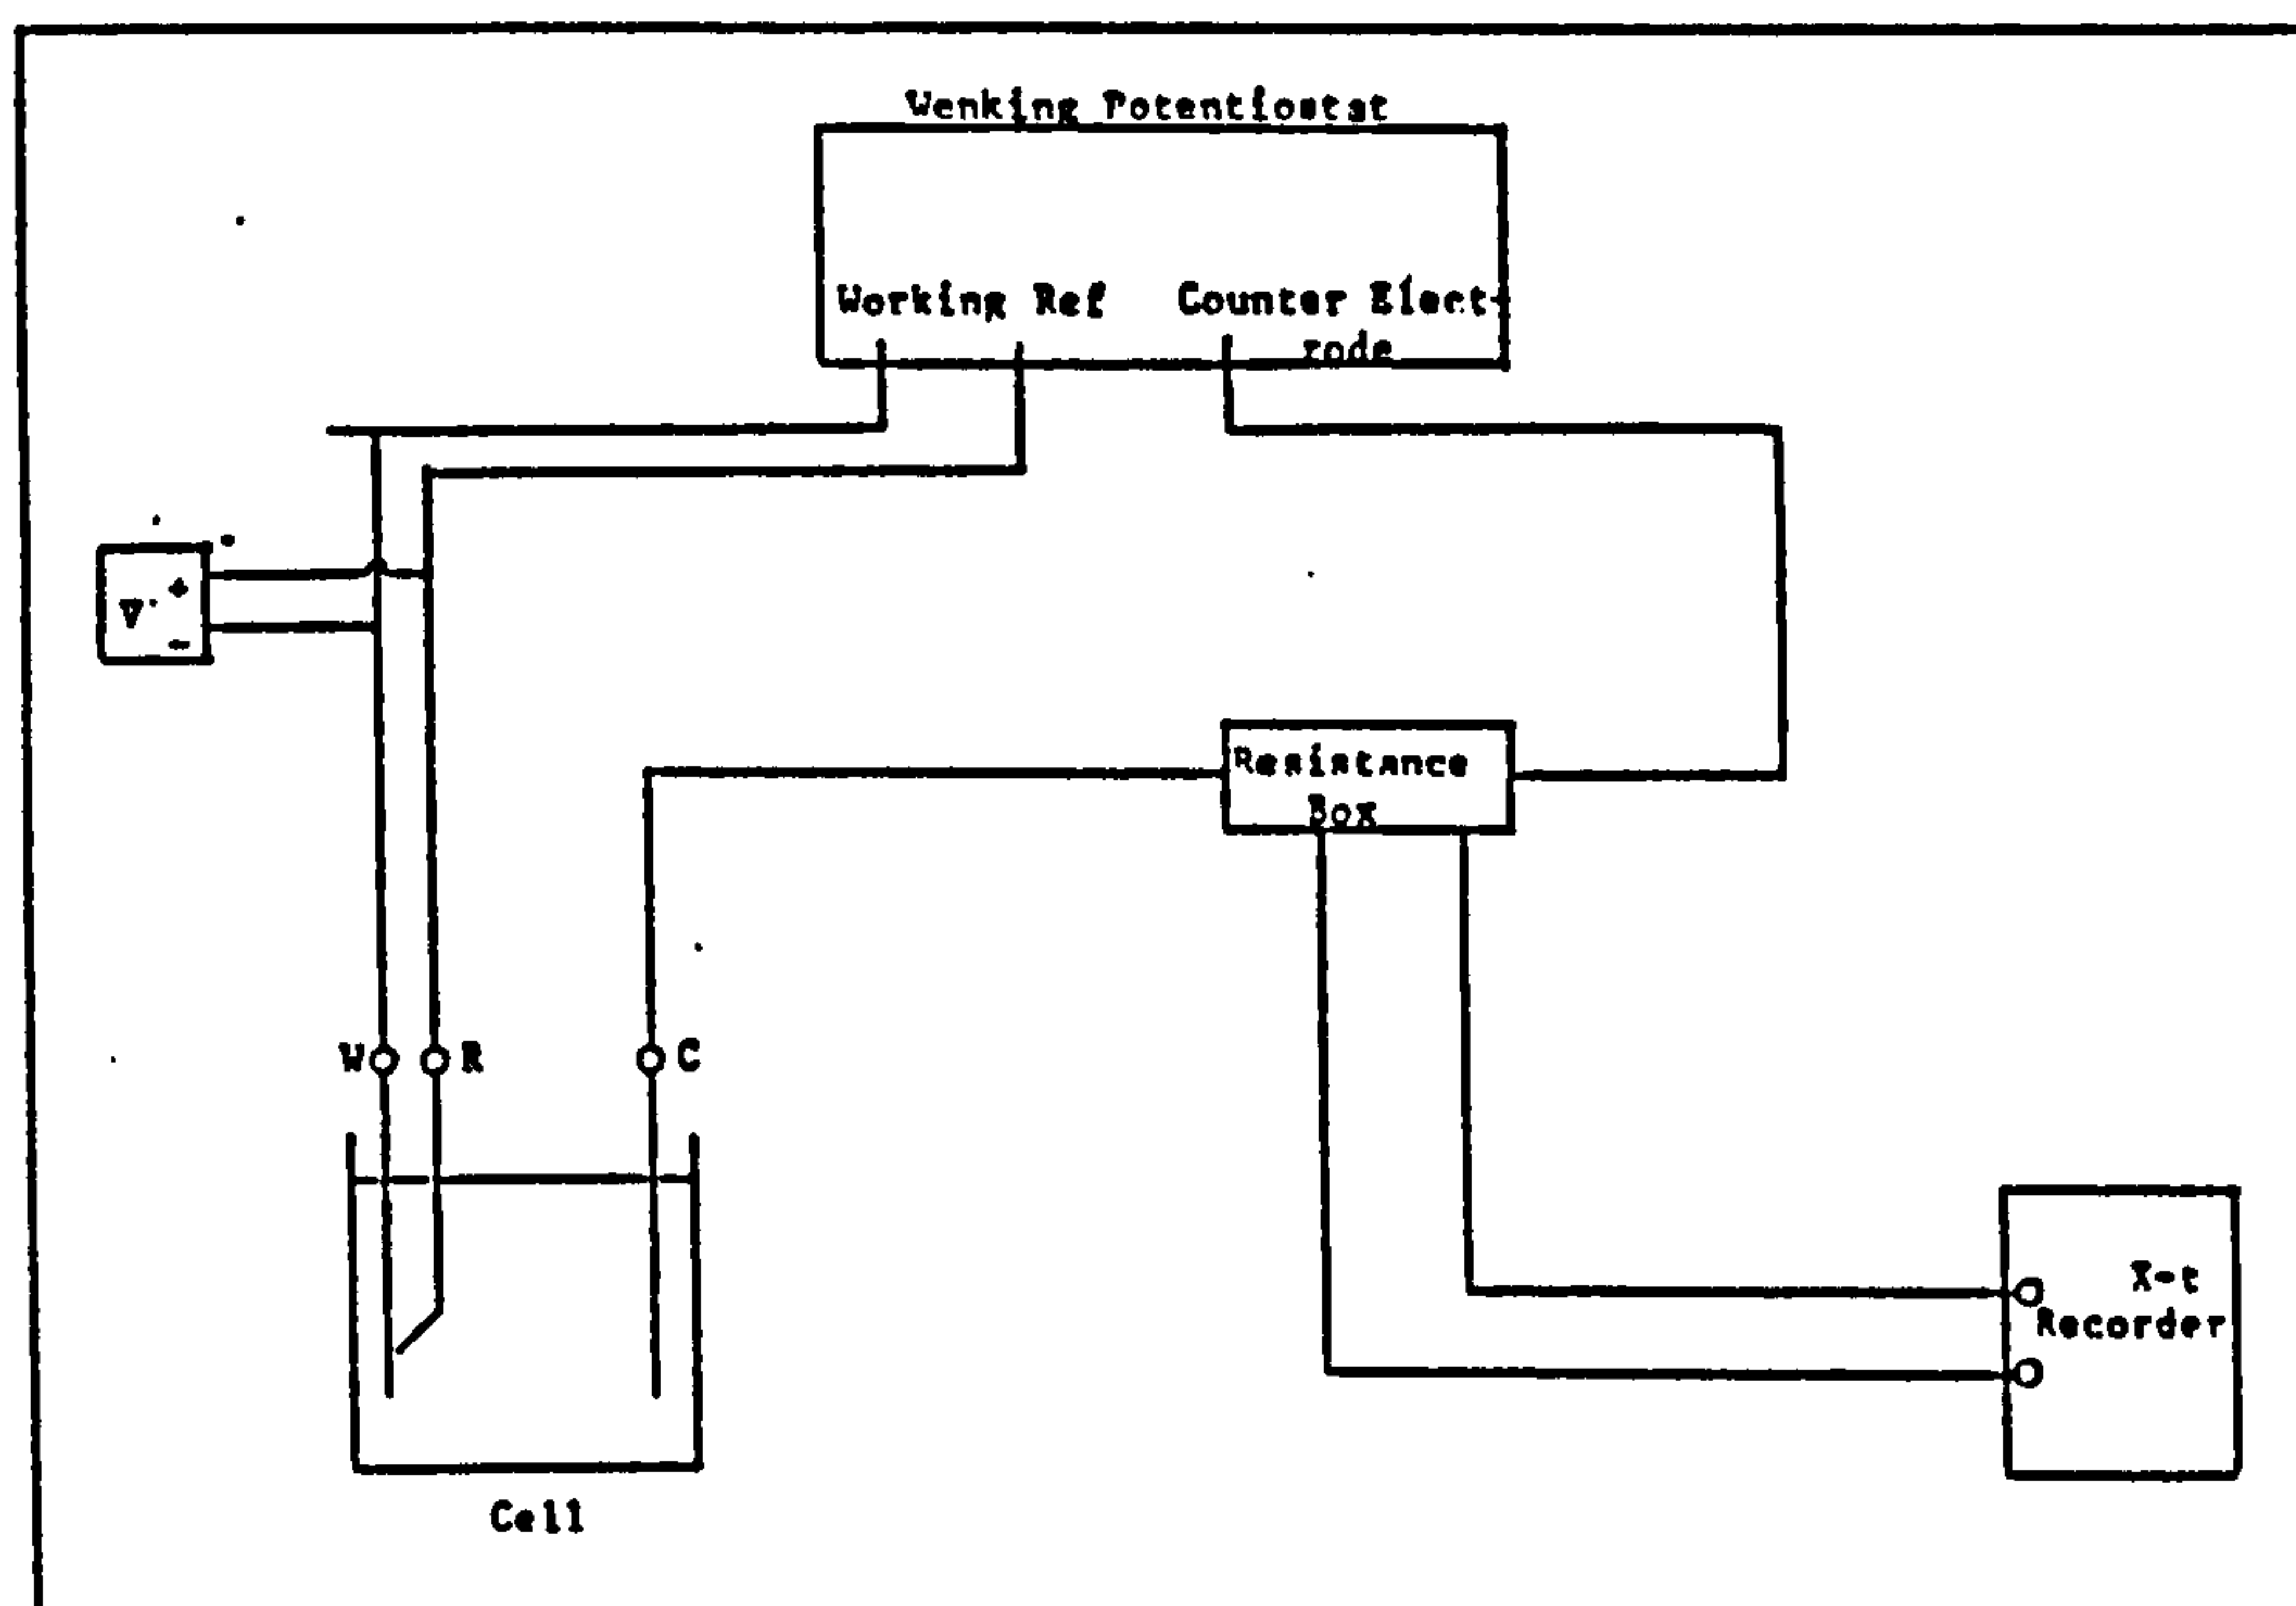 Wenking Potentiostat
Working Ref Counter Elect-
rode
+
V
-
Resistance
Box
W R C
X-t
Recorder
Cell